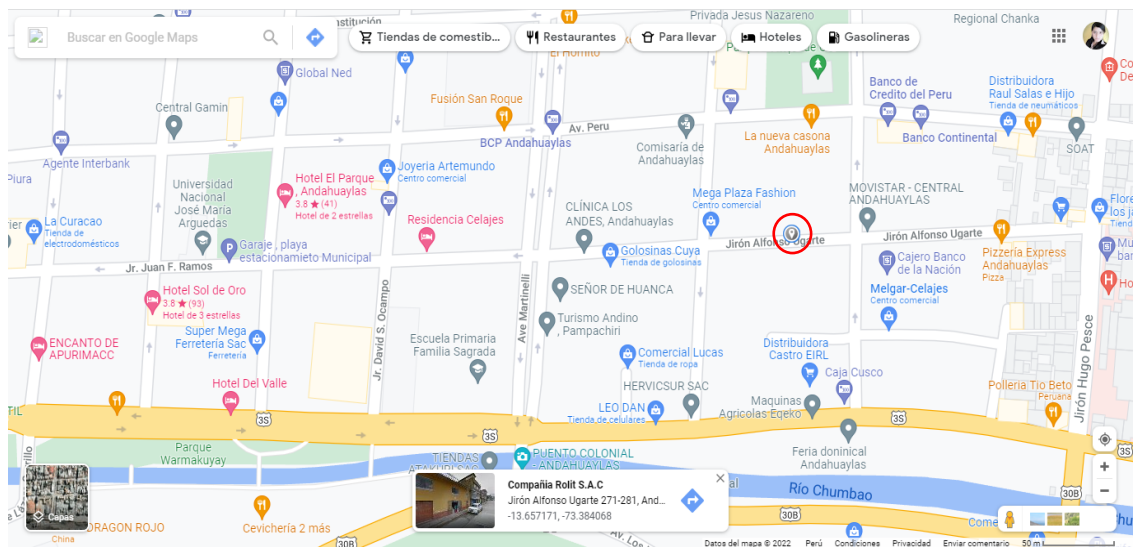 Buscar en Google Maps
Tiendas de comestib...
Restaurantes
Para llevar
Hoteles
Gasolineras
Privada Jesus Nazareno
Regional Chanka
Global Ned
Central Gamin
Fusión San Roque
Banco de
Credito del Peru
Distribuidora
Raul Salas e Hijo
Tienda de neumáticos
Av. Peru
BCP Andahuaylas
Comisaría de
Andahuaylas
La nueva casona
Andahuaylas
Banco Continental
SOAT
Agente Interbank
Piura
Joyeria Artemundo
Centro comercial
Universidad
Nacional
José María
Arguedas
Hotel El Parque
, Andahuaylas
3.8 ★ (41)
Hotel de 2 estrellas
Mega Plaza Fashion
Centro comercial
MOVISTAR - CENTRAL
ANDAHUAYLAS
La Curacao
Tienda de
electrodomésticos
Residencia Celajes
CLÍNICA LOS
ANDES, Andahuaylas
Jirón Alfonso Ugarte
Jirón Alfonso Ugarte
Garaje , playa
estacionamieto Municipal
Golosinas Cuya
Tienda de golosinas
Cajero Banco
de la Nación
Pizzería Express
Andahuaylas
Pizza
Jr. Juan F. Ramos
Hotel Sol de Oro
3.8 ★ (93)
Hotel de 3 estrellas
SEÑOR DE HUANCA
Melgar-Celajes
Centro comercial
Jr. David S. Ocampo
Ave Martinelli
Jirón Hugo Pesce
Turismo Andino
, Pampachiri
Super Mega
Ferretería Sac
Ferretería
ENCANTO DE
APURIMACC
Escuela Primaria
Familia Sagrada
Comercial Lucas
Tienda de ropa
Distribuidora
Castro EIRL
Caja Cusco
Hotel Del Valle
HERVICSUR SAC
Polleria Tio Beto
Peruana
LEO DAN
Tienda de celulares
Maquinas
Agricolas Eqeko
3S
3S
3S
3S
Parque
Warmakuyay
TIENDAS
PUENTO COLONIAL
- ANDAHUAYLAS
Feria doninical
Andahuaylas
Compañia Rolit S.A.C
Jirón Alfonso Ugarte 271-281, And...
-13.657171, -73.384068
Río Chumbao
30B
30B
30B
Capas
DRAGON ROJO
China
Cevichería 2 más
Datos del mapa © 2022
Perú
Condiciones
Privacidad
Enviar comentario
50 m